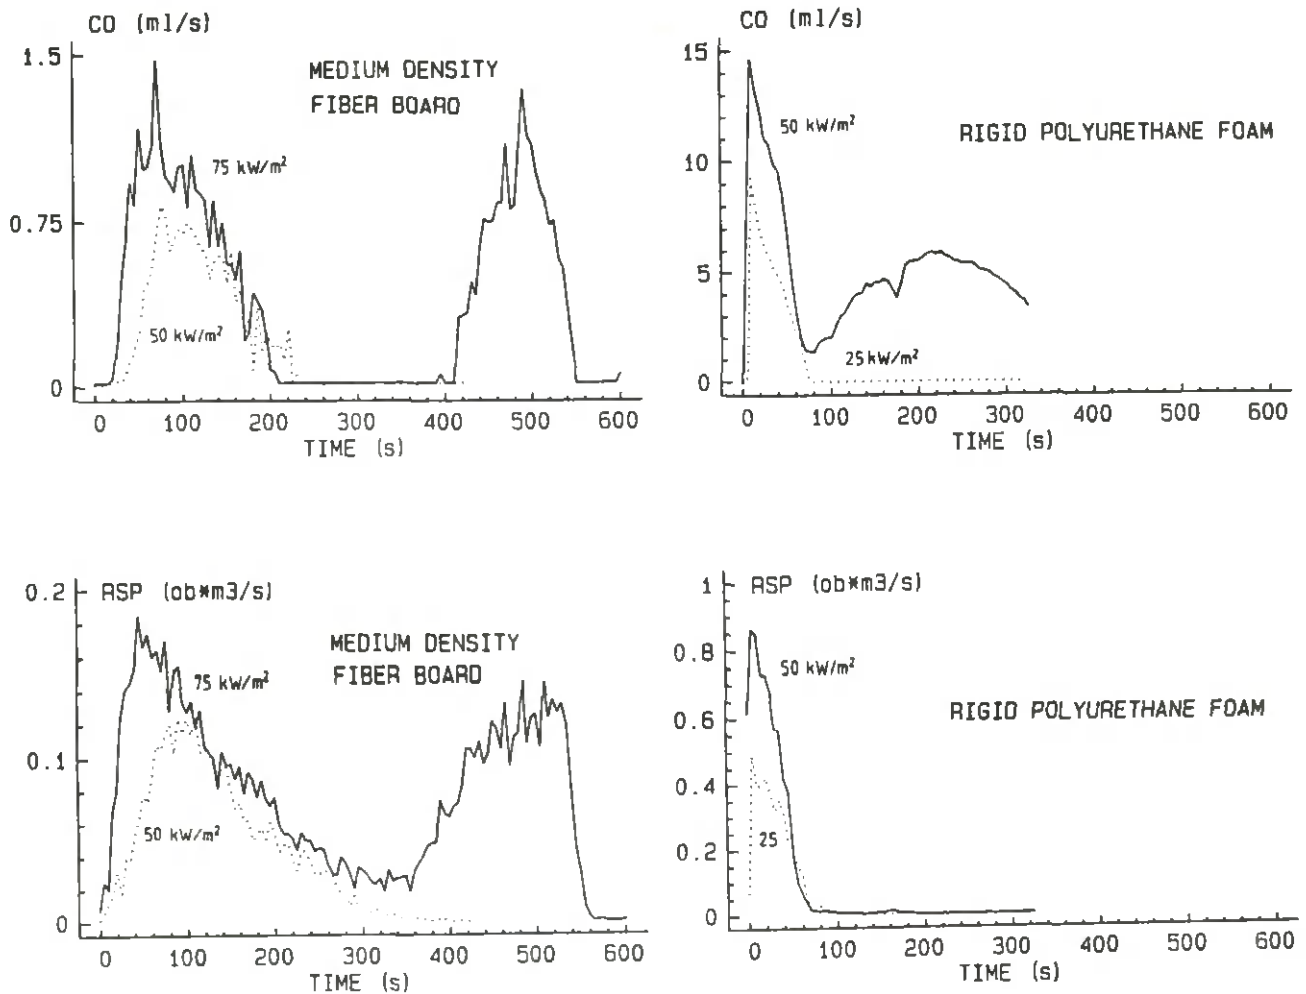 CO (ml/s)
1.5
0.75
0
MEDIUM DENSITY
FIBER BOARD
75 kW/m²
50 kW/m²
0 100 200 300 400 500 600
TIME (s)
CO (ml/s)
15
10
5
0
50 kW/m²
RIGID POLYURETHANE FOAM
25 kW/m²
0 100 200 300 400 500 600
TIME (s)
RSP (ob*m3/s)
0.2
0.1
0
MEDIUM DENSITY
FIBER BOARD
75 kW/m²
50 kW/m²
0 100 200 300 400 500 600
TIME (s)
RSP (ob*m3/s)
1
0.8
0.6
0.4
0.2
0
50 kW/m²
RIGID POLYURETHANE FOAM
25
0 100 200 300 400 500 600
TIME (s)